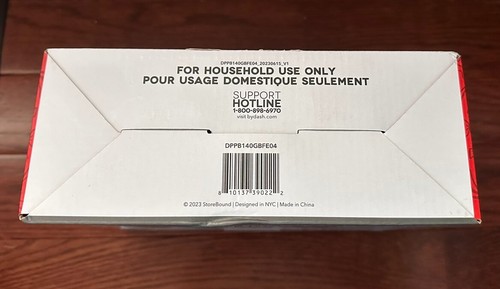 DPPB140GBFE04_20230615_V1
FOR HOUSEHOLD USE ONLY
POUR USAGE DOMESTIQUE SEULEMENT
SUPPORT
HOTLINE
1-800-898-6970
visit bydash.com
DPPB140GBFE04
8 10137 39022 2
© 2023 StoreBound | Designed in NYC | Made in China